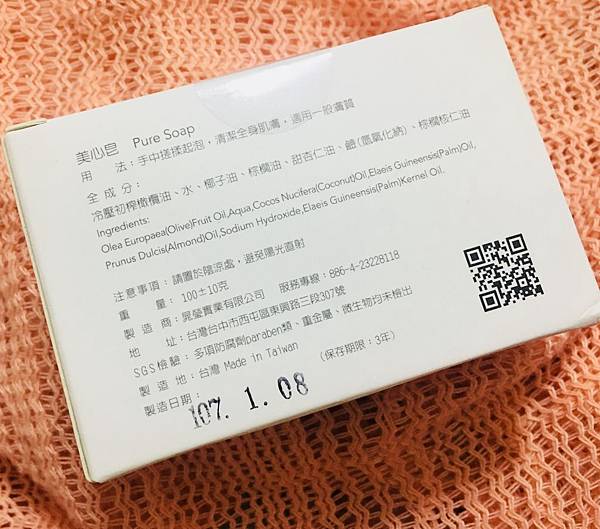 美心皂 Pure Soap
用 法：手中搓揉起泡，清潔全身肌膚，適用一般膚質
全成分：
冷壓初榨橄欖油、水、椰子油、棕櫚油、甜杏仁油、鹼(氫氧化納)、棕櫚核仁油
Ingredients:
Olea Europaea(Olive)Fruit Oil,Aqua,Cocos Nucifera(Coconut)Oil,Elaeis Guineensis(Palm)Oil,
Prunus Dulcis(Almond)Oil,Sodium Hydroxide,Elaeis Guineensis(Palm)Kernel Oil.
注意事項：請置於陰涼處，避免陽光直射
重 量：100±10克
製 造 商：晁瑩實業有限公司 服務專線：886-4-23228118
地 址：台灣台中市西屯區東興路三段307號
SGS檢驗：多項防腐劑paraben類、重金屬、微生物均未檢出
製 造 地：台灣 Made in Taiwan (保存期限：3年)
製造日期：
107. 1. 08